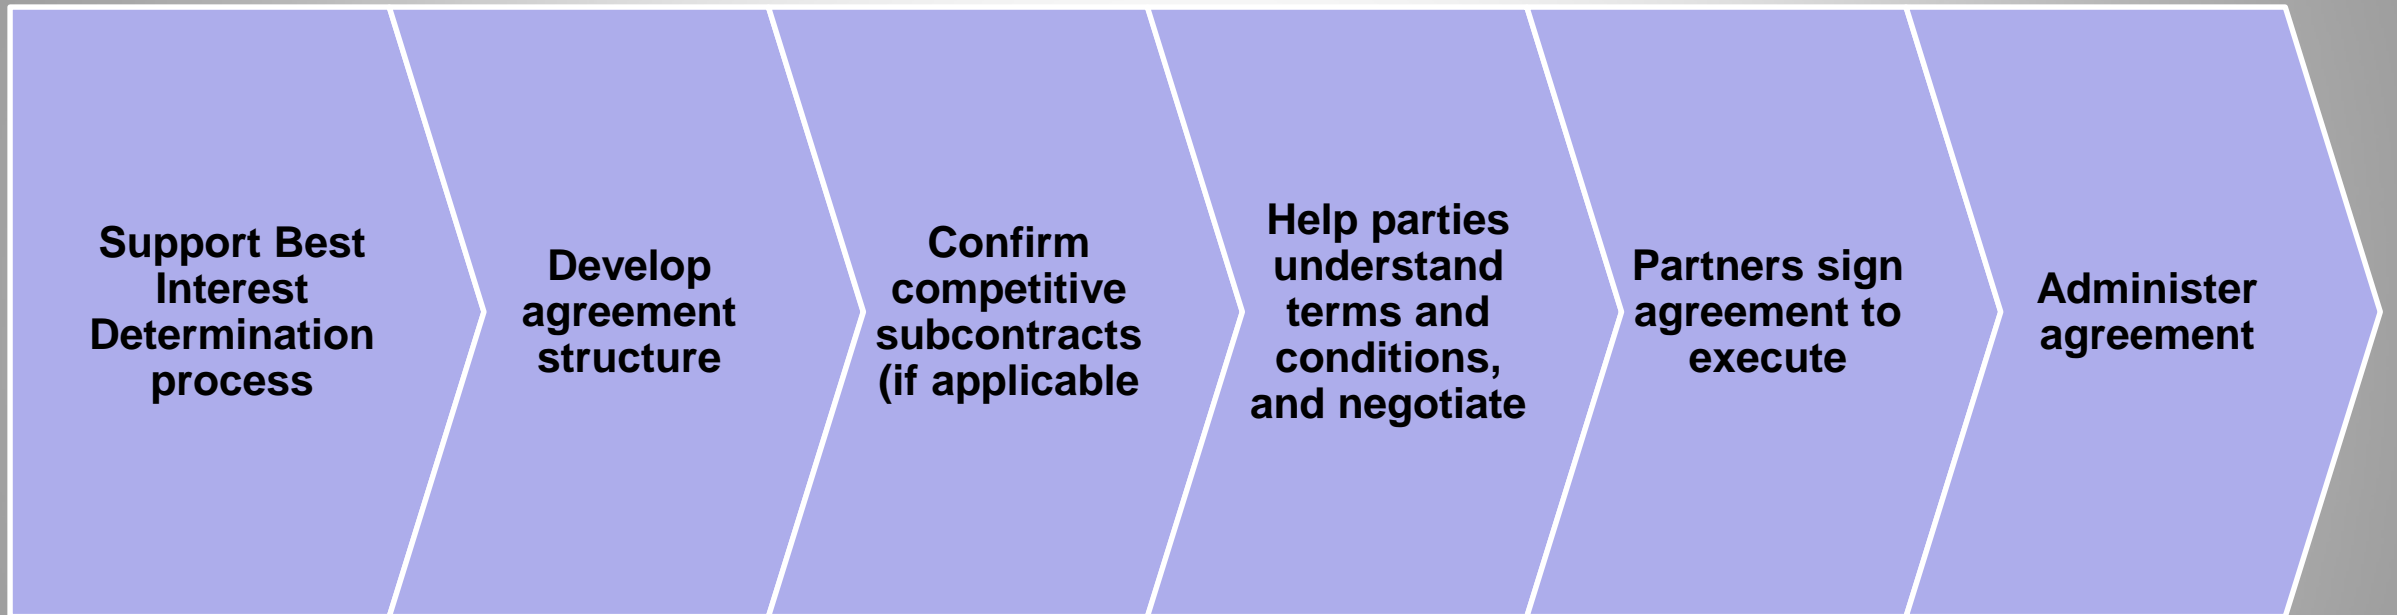 Support Best
Interest
Determination
process
Develop
agreement
structure
Confirm
competitive
subcontracts
(if applicable
Help parties
understand
terms and
conditions,
and negotiate
Partners sign
agreement to
execute
Administer
agreement